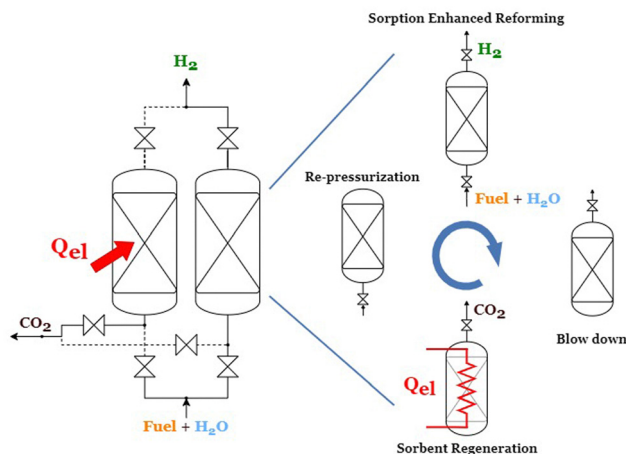 Sorption Enhanced Reforming
H₂
H₂
Re-pressurization
Fuel + H₂O
Qel
CO₂
CO₂
Blow down
Qel
Fuel + H₂O
Sorbent Regeneration